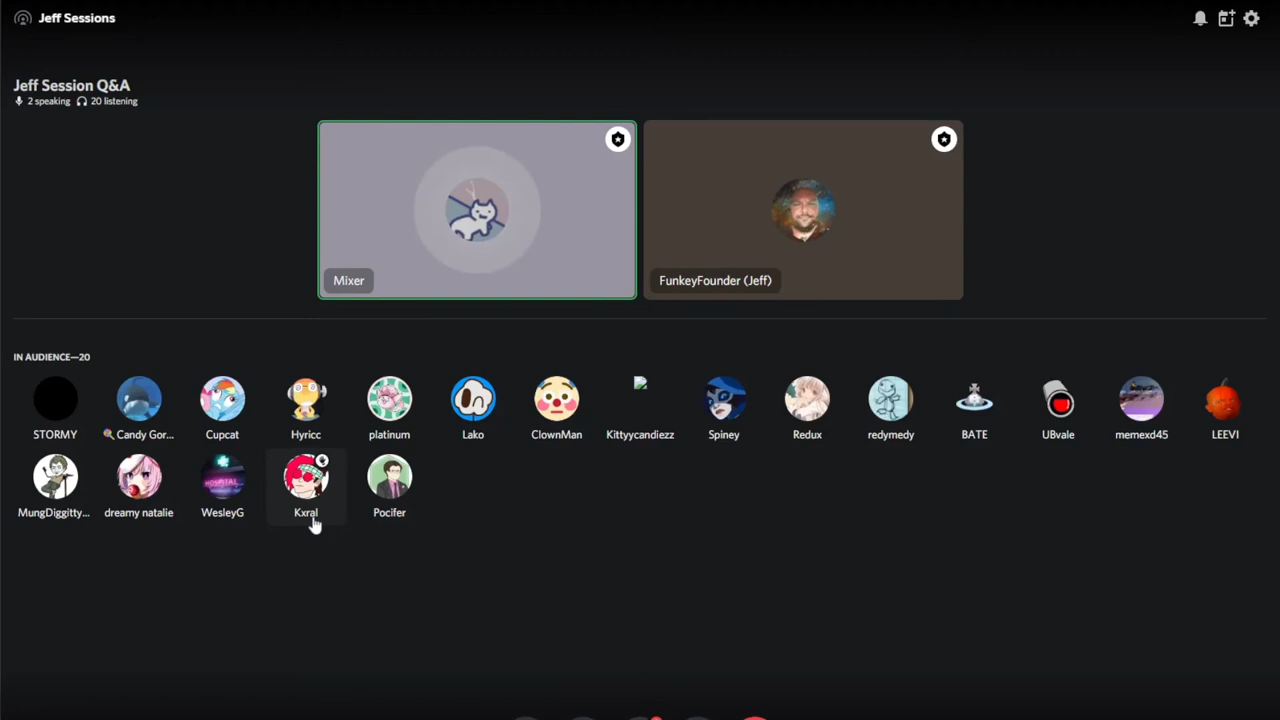 Jeff Sessions
Jeff Session Q&A
2 speaking 20 listening
Mixer
FunkeyFounder (Jeff)
IN AUDIENCE—20
STORMY
Candy Gor...
Cupcat
Hyricc
platinum
Lako
ClownMan
Kittyycandiezz
Spiney
Redux
redymedy
BATE
UBvale
memexd45
LEEVI
MungDiggitty...
dreamy natalie
HOSPITAL
WesleyG
Kxral
Pocifer